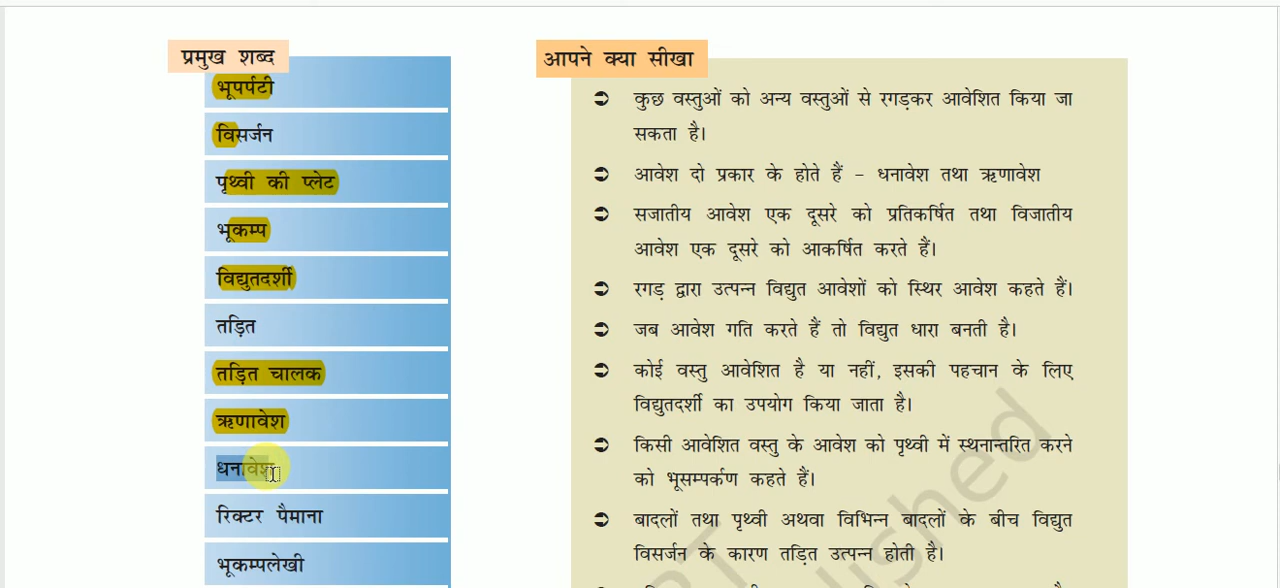 प्रमुख शब्द
भूपर्पटी
विसर्जन
पृथ्वी की प्लेट
भूकम्प
विद्युतदर्शी
तड़ित
तड़ित चालक
ऋणावेश
धनावेश
रिक्टर पैमाना
भूकम्पलेखी
आपने क्या सीखा
कुछ वस्तुओं को अन्य वस्तुओं से रगड़कर आवेशित किया जा
सकता है।
आवेश दो प्रकार के होते हैं – धनावेश तथा ऋणावेश
सजातीय आवेश एक दूसरे को प्रतिकर्षित तथा विजातीय
आवेश एक दूसरे को आकर्षित करते हैं।
रगड़ द्वारा उत्पन्न विद्युत आवेशों को स्थिर आवेश कहते हैं।
जब आवेश गति करते हैं तो विद्युत धारा बनती है।
कोई वस्तु आवेशित है या नहीं, इसकी पहचान के लिए
विद्युतदर्शी का उपयोग किया जाता है।
किसी आवेशित वस्तु के आवेश को पृथ्वी में स्थनान्तरित करने
को भूसम्पर्कण कहते हैं।
बादलों तथा पृथ्वी अथवा विभिन्न बादलों के बीच विद्युत
विसर्जन के कारण तड़ित उत्पन्न होती है।